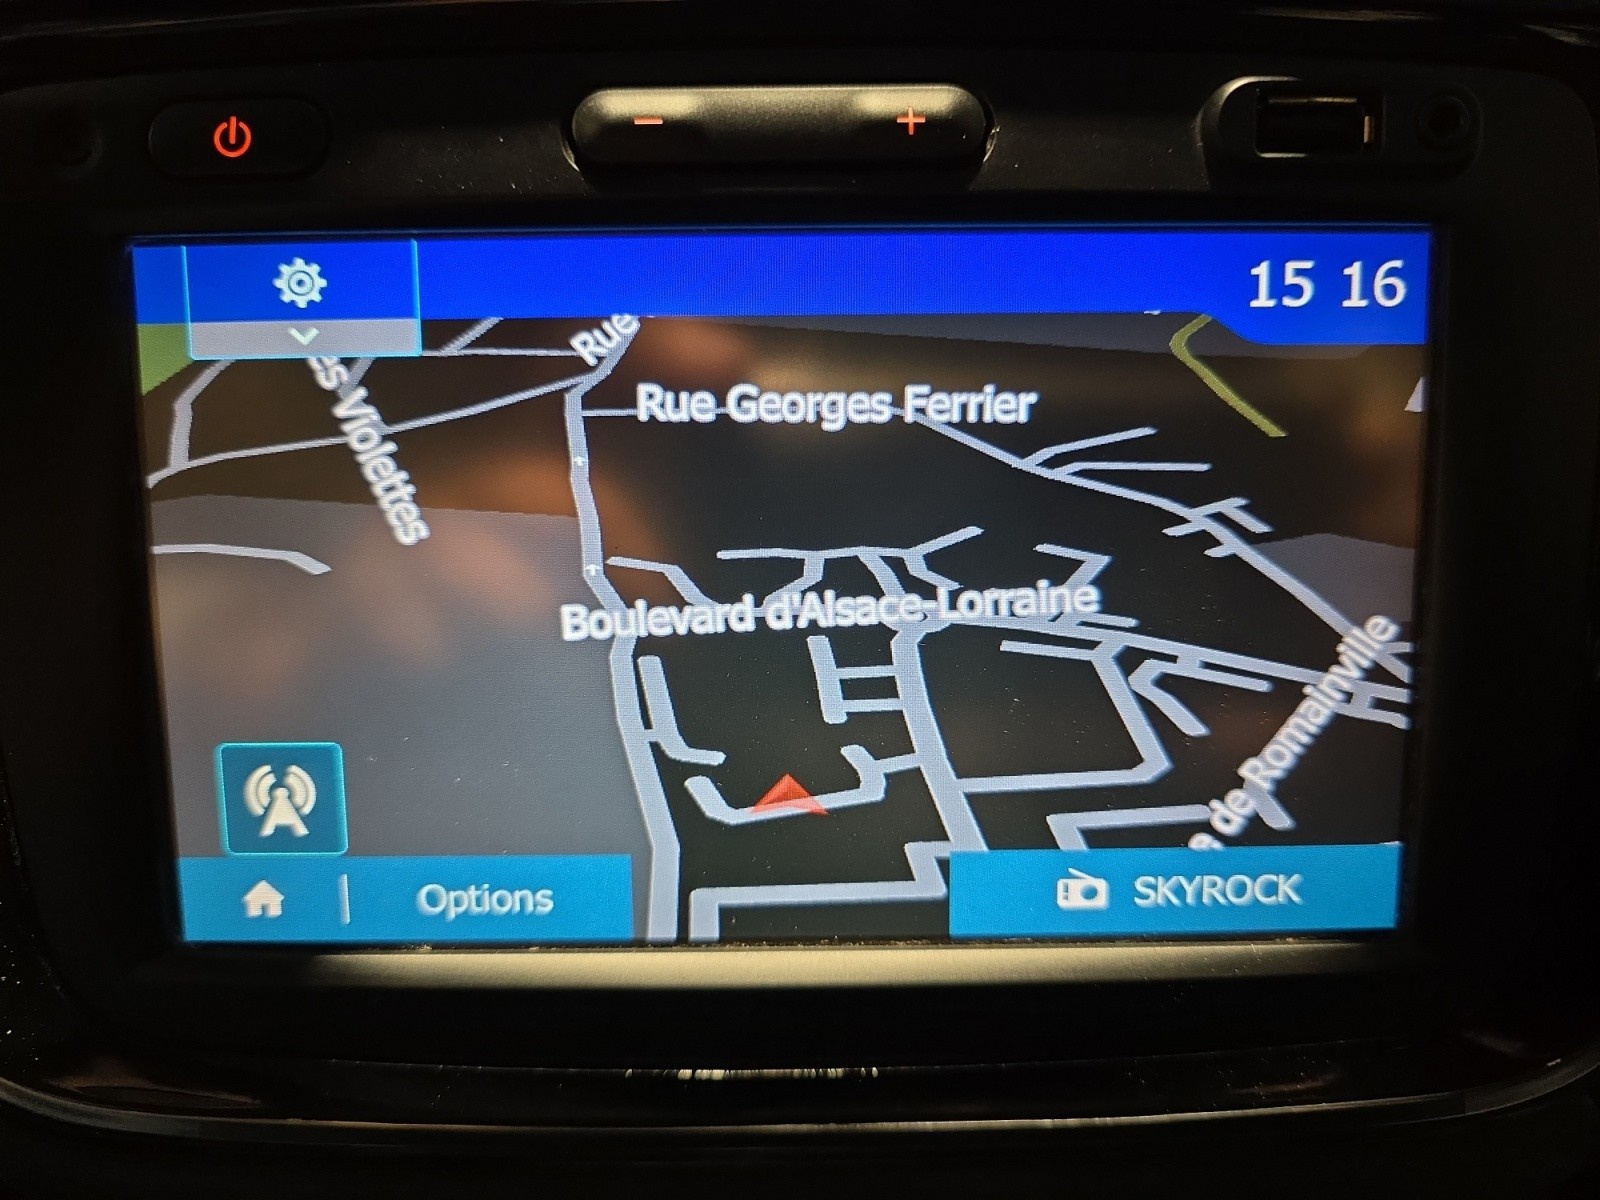 15 16
Rue
Rue Georges Ferrier
es Violettes
Boulevard d'Alsace-Lorraine
de Romainville
Options
SKYROCK